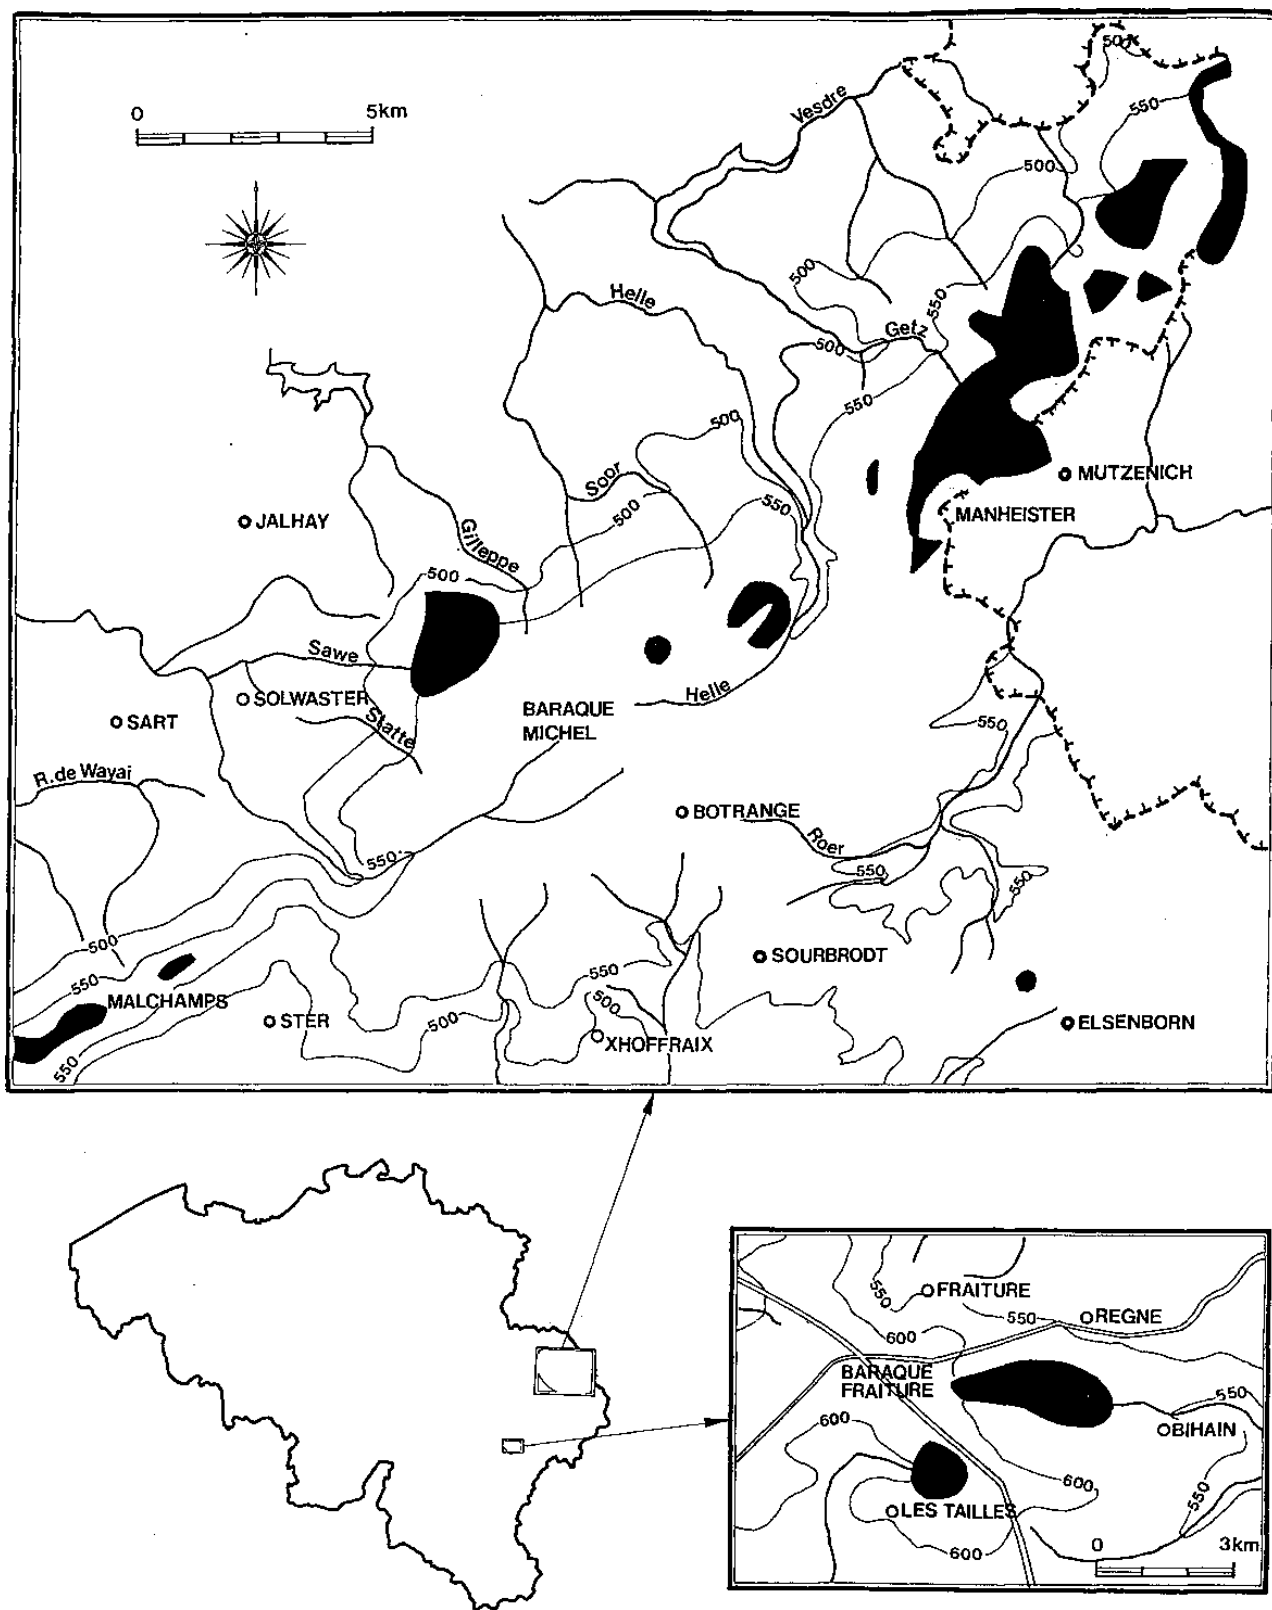 500
Vesdre
550
0 5km
500
500
Helle
550
Getz
500
550
500
MUTZENICH
Soor
550
500
MANHEISTER
JALHAY
Gilleppe
500
Sawe
Helle
SOLWASTER
BARAQUE
MICHEL
SART
Statte
550
R. de Wayai
BOTRANGE
Roer
550
550
550
500
SOURBRODT
550
550
500
MALCHAMPS
STER
500
XHOFFRAIX
ELSENBORN
550
FRAITURE
550
550
REGNE
600
BARAQUE
FRAITURE
550
600
BIHAIN
600
550
LES TAILLES
600
0 3km